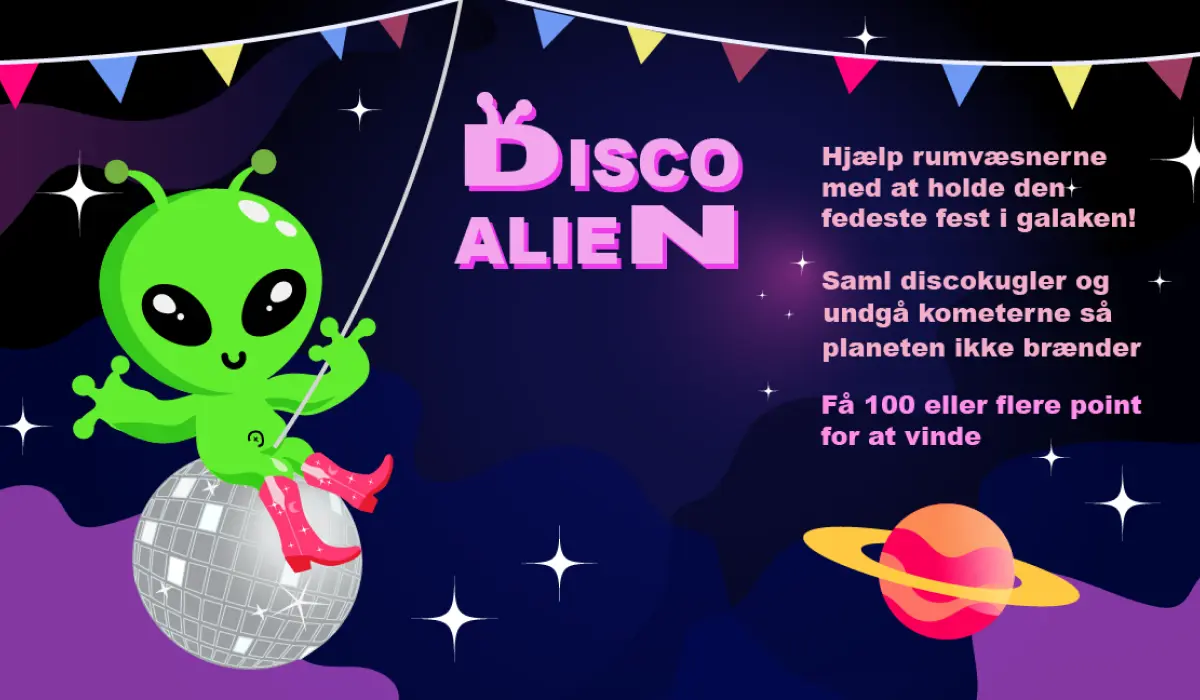 DISCO
ALIEN
Hjælp rumvæsnerne
med at holde den
fedeste fest i galaken!
Saml discokugler og
undgå kometerne så
planeten ikke brænder
Få 100 eller flere point
for at vinde